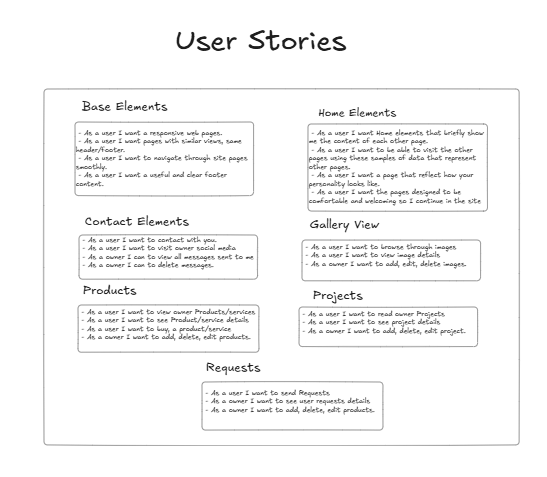 User Stories
Base Elements
- As a user I want a responsive web pages.
- As a user I want pages with similar views, same
header/footer.
- As a user I want to navigate through site pages
smoothly.
- As a user I want a useful and clear footer
content.
Home Elements
- As a user I want Home elements that briefly show
me the content of each other page.
- As a user I want to be able to visit the other
pages using these samples of data that represent
other pages.
- As a user I want a page that reflect how your
personality looks like.
- As a user I want the pages designed to be
comfortable and welcoming so I continue in the site
Contact Elements
- As a user I want to contact with you.
- As a user I want to visit owner social media
- As a owner I can to view all messages sent to me
- As a owner I can to delete messages.
Gallery View
- As a user I want to browse through images
- As a user I want to view image details
- As a owner I want to add, edit, delete images.
Products
- As a user I want to view owner Products/services
- As a user I want to see Product/service details
- As a user I want to buy, a product/service
- As a owner I want to add, delete, edit products.
Projects
- As a user I want to read owner Projects
- As a user I want to see project details
- As a owner I want to add, delete, edit project.
Requests
- As a user I want to send Requests
- As a owner I want to see user requests details
- As a owner I want to add, delete, edit products.